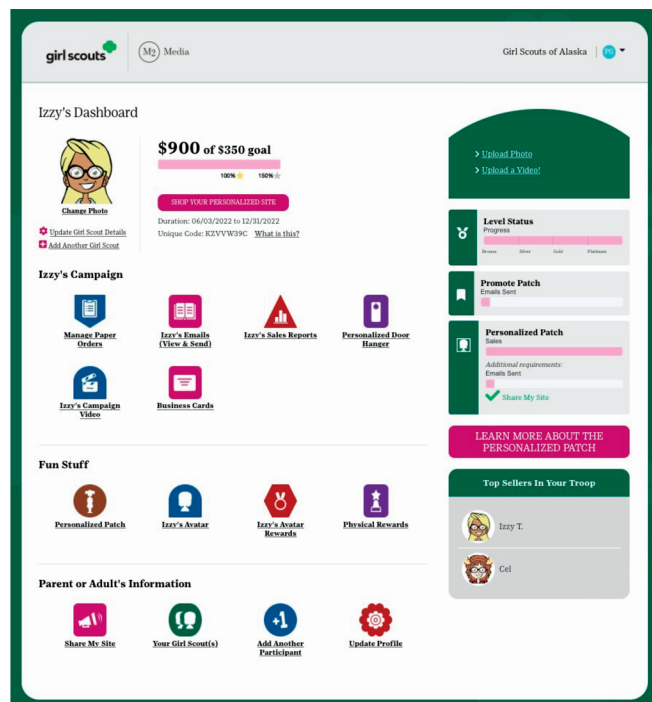 girl scouts
M2 Media
Girl Scouts of Alaska
PG
Izzy's Dashboard
Change Photo
Update Girl Scout Details
Add Another Girl Scout
$900 of $350 goal
100% 150%
SHOP YOUR PERSONALIZED SITE
Duration: 06/03/2022 to 12/31/2022
Unique Code: KZVVW39C What is this?
Izzy's Campaign
Manage Paper
Orders
Izzy's Emails
(View & Send)
Izzy's Sales Reports
Personalized Door
Hanger
Izzy's Campaign
Video
Business Cards
Fun Stuff
Personalized Patch
Izzy's Avatar
Izzy's Avatar
Rewards
Physical Rewards
Parent or Adult's Information
Share My Site
Your Girl Scout(s)
+1
Add Another
Participant
Update Profile
Upload Photo
Upload a Video!
Level Status
Progress
Bronze Silver Gold Platinum
Promote Patch
Emails Sent
Personalized Patch
Sales
Additional requirements:
Emails Sent
Share My Site
LEARN MORE ABOUT THE
PERSONALIZED PATCH
Top Sellers In Your Troop
Izzy T.
Cel